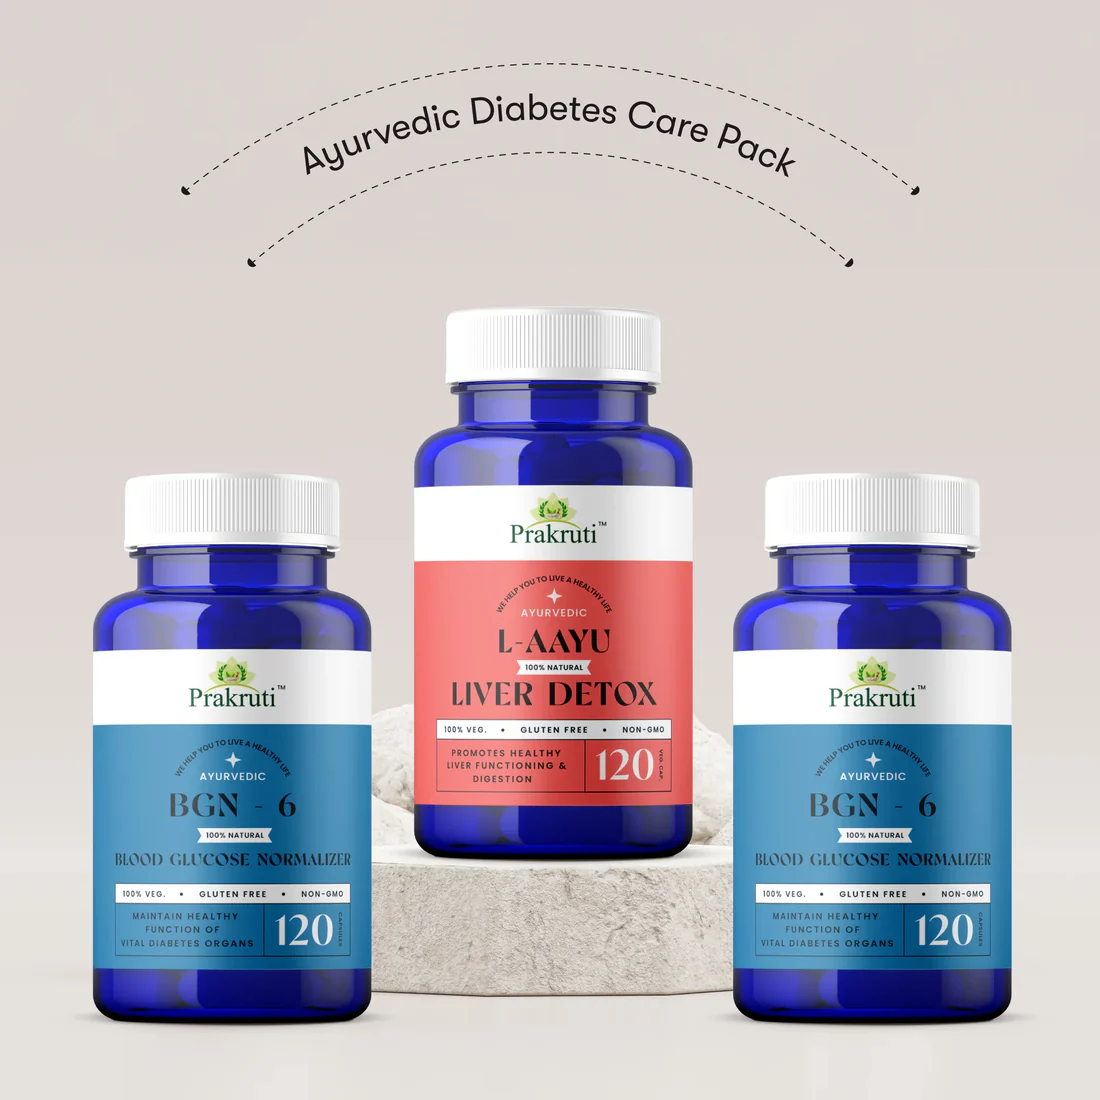 Ayurvedic Diabetes Care Pack
Prakruti™
WE HELP YOU TO LIVE A HEALTHY LIFE
AYURVEDIC
L-AAYU
100% NATURAL
LIVER DETOX
100% VEG. • GLUTEN FREE • NON-GMO
PROMOTES HEALTHY
LIVER FUNCTIONING &
DIGESTION
120
VEG. CAP.
Prakruti™
WE HELP YOU TO LIVE A HEALTHY LIFE
AYURVEDIC
BGN - 6
100% NATURAL
BLOOD GLUCOSE NORMALIZER
100% VEG. • GLUTEN FREE • NON-GMO
MAINTAIN HEALTHY
FUNCTION OF
VITAL DIABETES ORGANS
120
CAPSULES
Prakruti™
WE HELP YOU TO LIVE A HEALTHY LIFE
AYURVEDIC
BGN - 6
100% NATURAL
BLOOD GLUCOSE NORMALIZER
100% VEG. • GLUTEN FREE • NON-GMO
MAINTAIN HEALTHY
FUNCTION OF
VITAL DIABETES ORGANS
120
CAPSULES